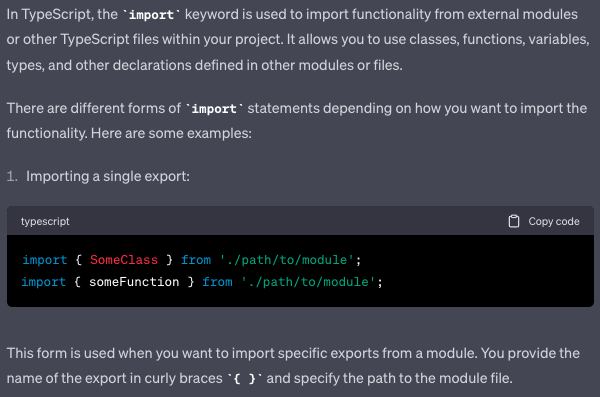 In TypeScript, the `import` keyword is used to import functionality from external modules
or other TypeScript files within your project. It allows you to use classes, functions, variables,
types, and other declarations defined in other modules or files.
There are different forms of `import` statements depending on how you want to import the
functionality. Here are some examples:
1. Importing a single export:
typescript Copy code
import { SomeClass } from './path/to/module';
import { someFunction } from './path/to/module';
This form is used when you want to import specific exports from a module. You provide the
name of the export in curly braces `{ }` and specify the path to the module file.